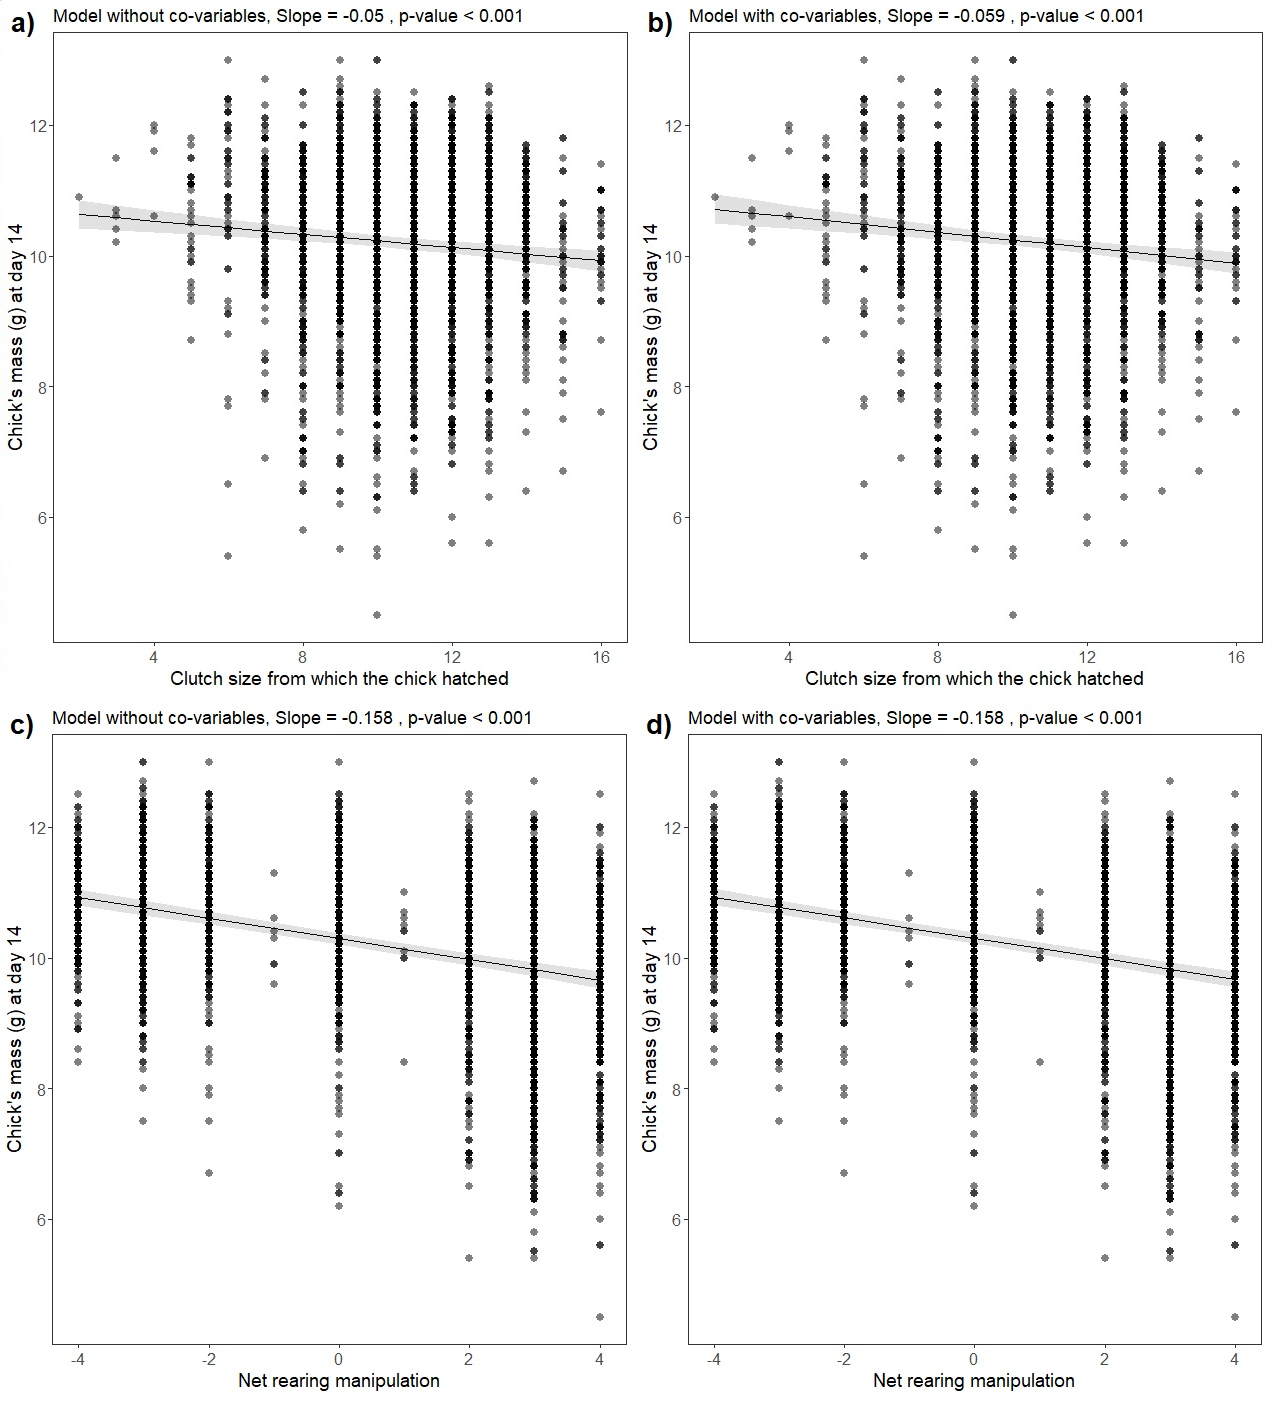 a) Model without co-variables, Slope = -0.05 , p-value < 0.001
12
10
8
6
Chick's mass (g) at day 14
4 8 12 16
Clutch size from which the chick hatched
b) Model with co-variables, Slope = -0.059 , p-value < 0.001
12
10
8
6
Chick's mass (g) at day 14
4 8 12 16
Clutch size from which the chick hatched
c) Model without co-variables, Slope = -0.158 , p-value < 0.001
12
10
8
6
Chick's mass (g) at day 14
-4 -2 0 2 4
Net rearing manipulation
d) Model with co-variables, Slope = -0.158 , p-value < 0.001
12
10
8
6
Chick's mass (g) at day 14
-4 -2 0 2 4
Net rearing manipulation